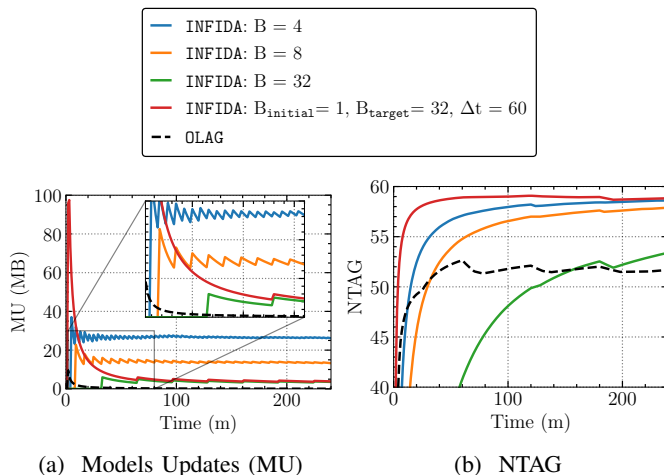 INFIDA: B = 4
INFIDA: B = 8
INFIDA: B = 32
INFIDA: B_initial = 1, B_target = 32, Δt = 60
OLAG
100
80
60
40
20
0
MU (MB)
0 100 200
Time (m)
60
55
50
45
40
NTAG
0 100 200
Time (m)
(a) Models Updates (MU)
(b) NTAG